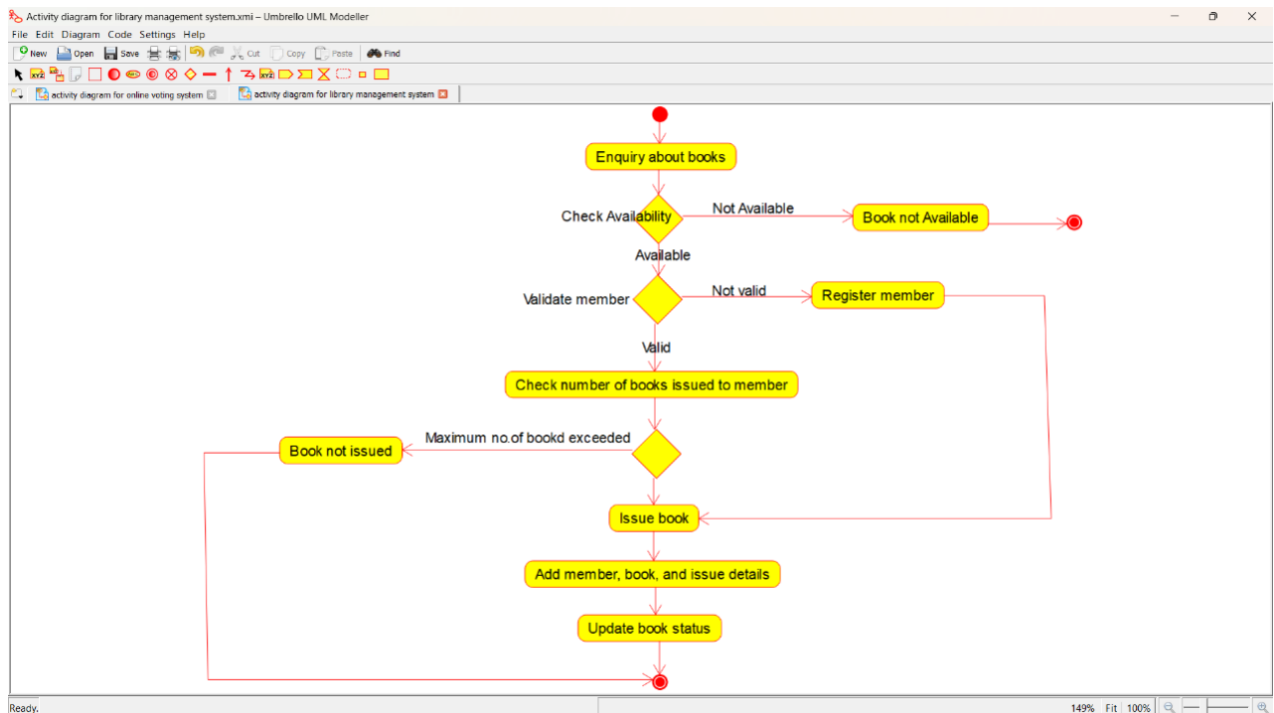 Activity diagram for library management system.xmi – Umbrello UML Modeller
File Edit Diagram Code Settings Help
New Open Save Cut Copy Paste Find
activity diagram for online voting system activity diagram for library management system
Enquiry about books
Check Availability
Not Available
Book not Available
Available
Validate member
Not valid
Register member
Valid
Check number of books issued to member
Maximum no.of bookd exceeded
Book not issued
Issue book
Add member, book, and issue details
Update book status
Ready.
149% Fit 100%